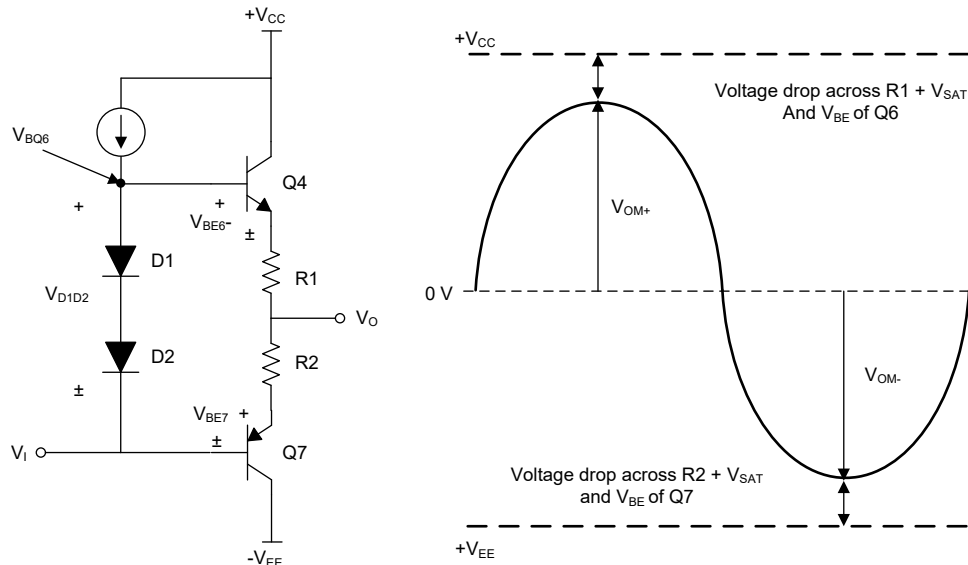 +VCC
VBQ6
+
Q4
+
VBE6-
±
D1
R1
VD1D2
VO
D2
R2
±
VBE7 +
±
VI
Q7
-VEE
+VCC
Voltage drop across R1 + VSAT
And VBE of Q6
VOM+
0 V
VOM-
Voltage drop across R2 + VSAT
and VBE of Q7
+VEE